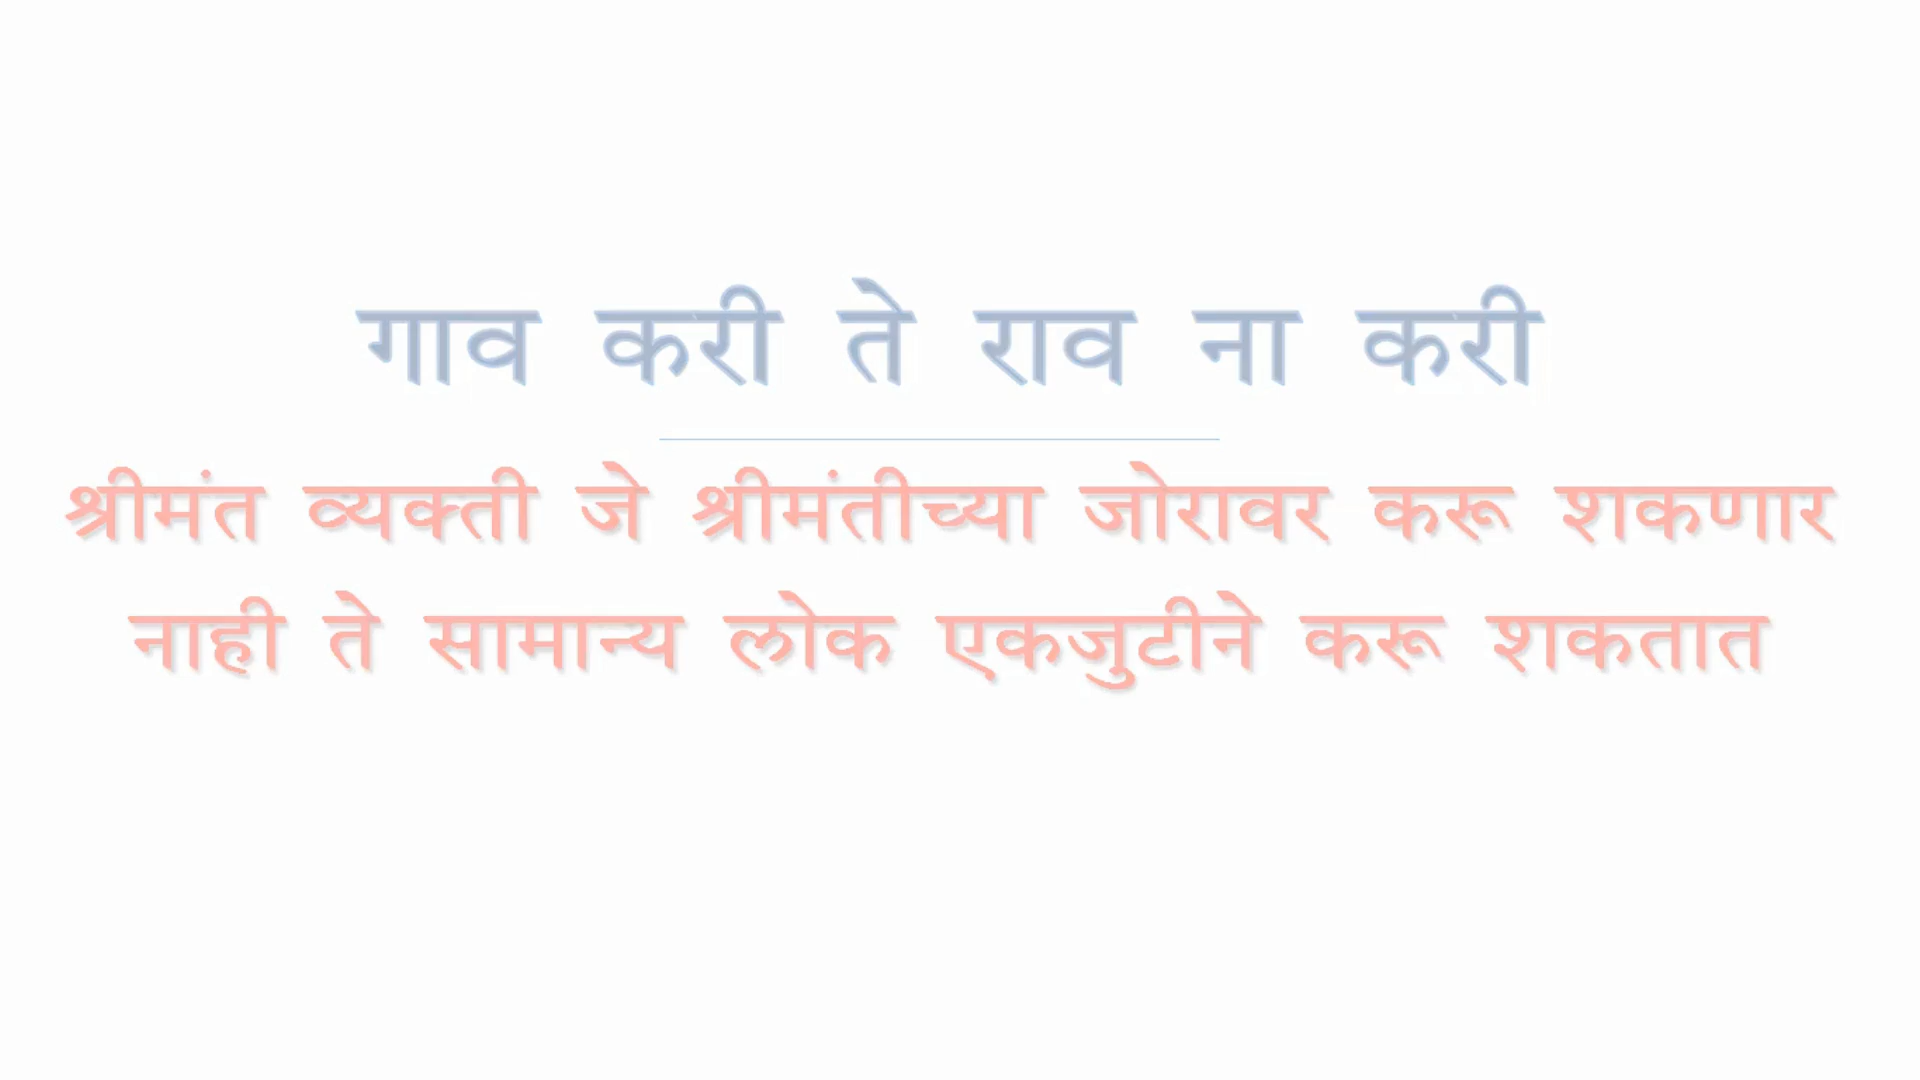 गाव करी ते राव ना करी
श्रीमंत व्यक्ती जे श्रीमंतीच्या जोरावर करू शकणार
नाही ते सामान्य लोक एकजुटीने करू शकतात